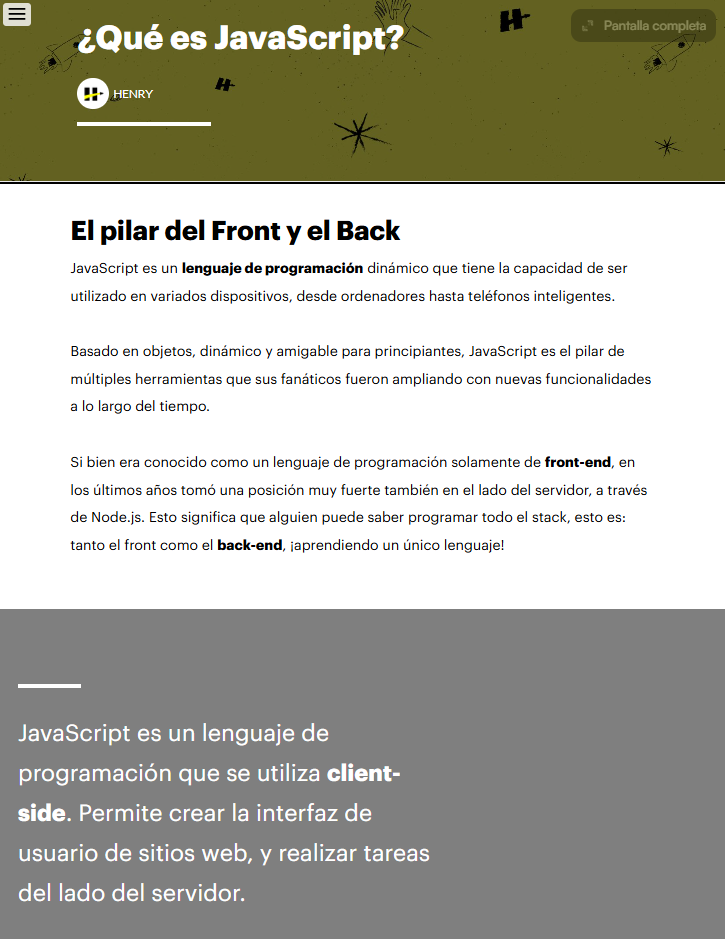 ¿Qué es JavaScript?
Pantalla completa
HENRY
El pilar del Front y el Back
JavaScript es un lenguaje de programación dinámico que tiene la capacidad de ser
utilizado en variados dispositivos, desde ordenadores hasta teléfonos inteligentes.
Basado en objetos, dinámico y amigable para principiantes, JavaScript es el pilar de
múltiples herramientas que sus fanáticos fueron ampliando con nuevas funcionalidades
a lo largo del tiempo.
Si bien era conocido como un lenguaje de programación solamente de front-end, en
los últimos años tomó una posición muy fuerte también en el lado del servidor, a través
de Node.js. Esto significa que alguien puede saber programar todo el stack, esto es:
tanto el front como el back-end, ¡aprendiendo un único lenguaje!
JavaScript es un lenguaje de
programación que se utiliza client-
side. Permite crear la interfaz de
usuario de sitios web, y realizar tareas
del lado del servidor.